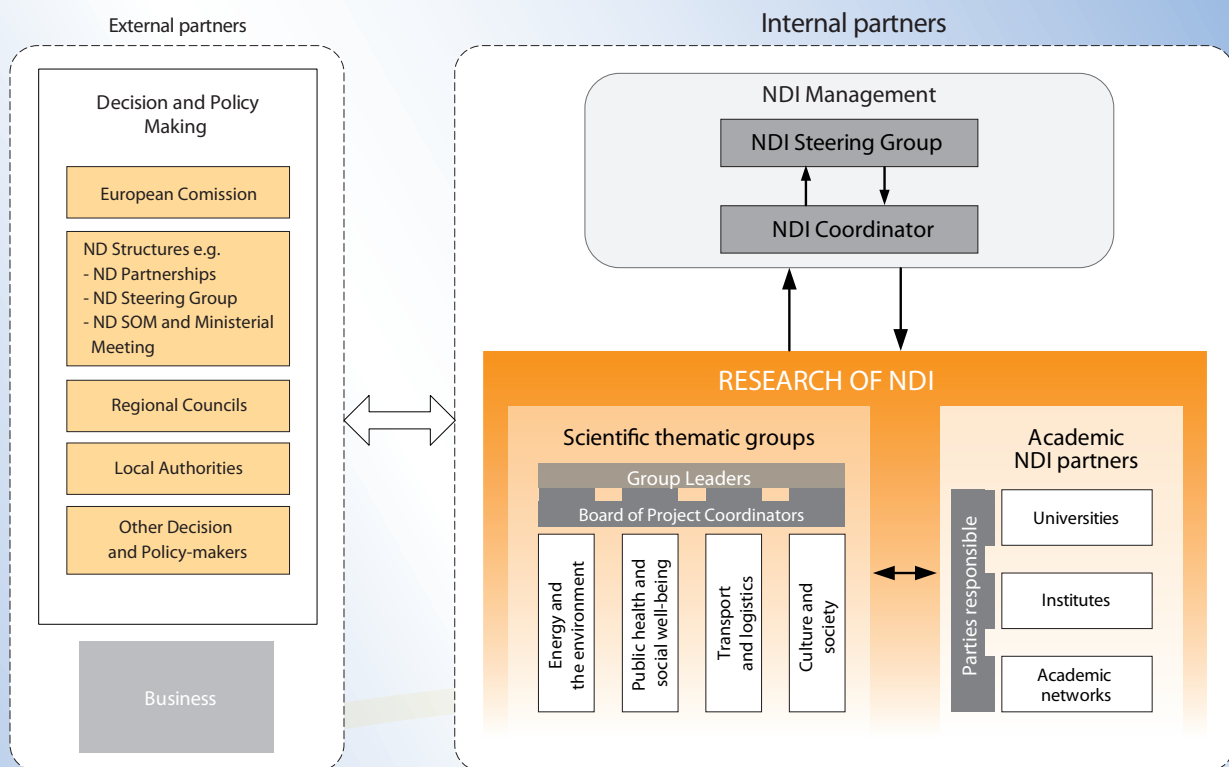 External partners
Decision and Policy
Making
European Comission
ND Structures e.g.
- ND Partnerships
- ND Steering Group
- ND SOM and Ministerial
Meeting
Regional Councils
Local Authorities
Other Decision
and Policy-makers
Business
Internal partners
NDI Management
NDI Steering Group
NDI Coordinator
RESEARCH OF NDI
Scientific thematic groups
Group Leaders
Board of Project Coordinators
Energy and
the environment
Public health and
social well-being
Transport
and logistics
Culture and
society
Academic
NDI partners
Parties responsible
Universities
Institutes
Academic
networks